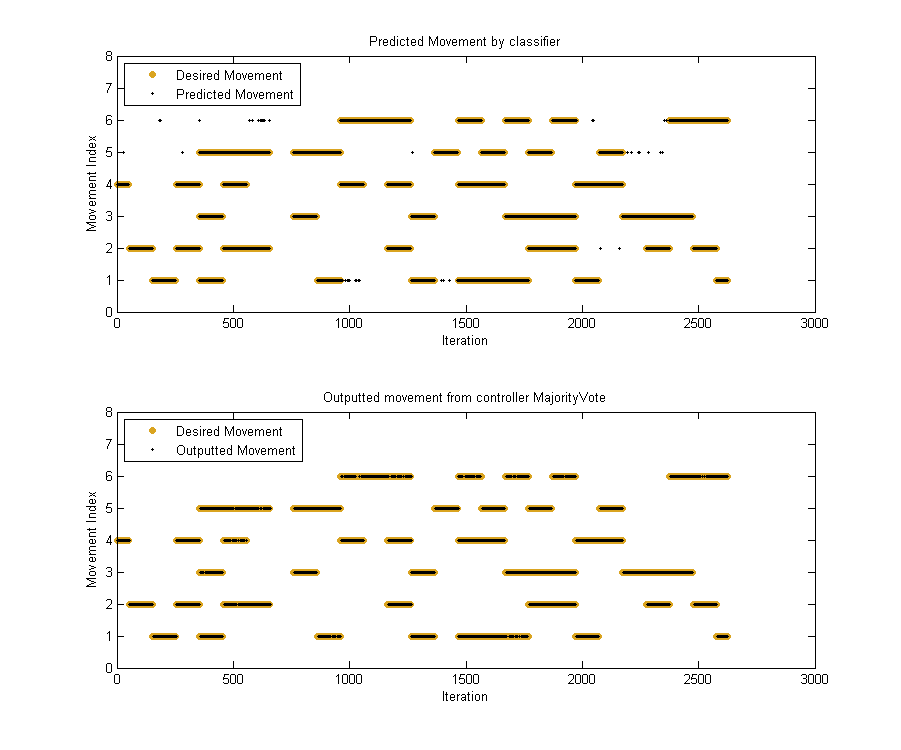 Predicted Movement by classifier
8
7
6
5
4
3
2
1
0
Movement Index
Desired Movement
Predicted Movement
0 500 1000 1500 2000 2500 3000
Iteration
Outputted movement from controller MajorityVote
8
7
6
5
4
3
2
1
0
Movement Index
Desired Movement
Outputted Movement
0 500 1000 1500 2000 2500 3000
Iteration